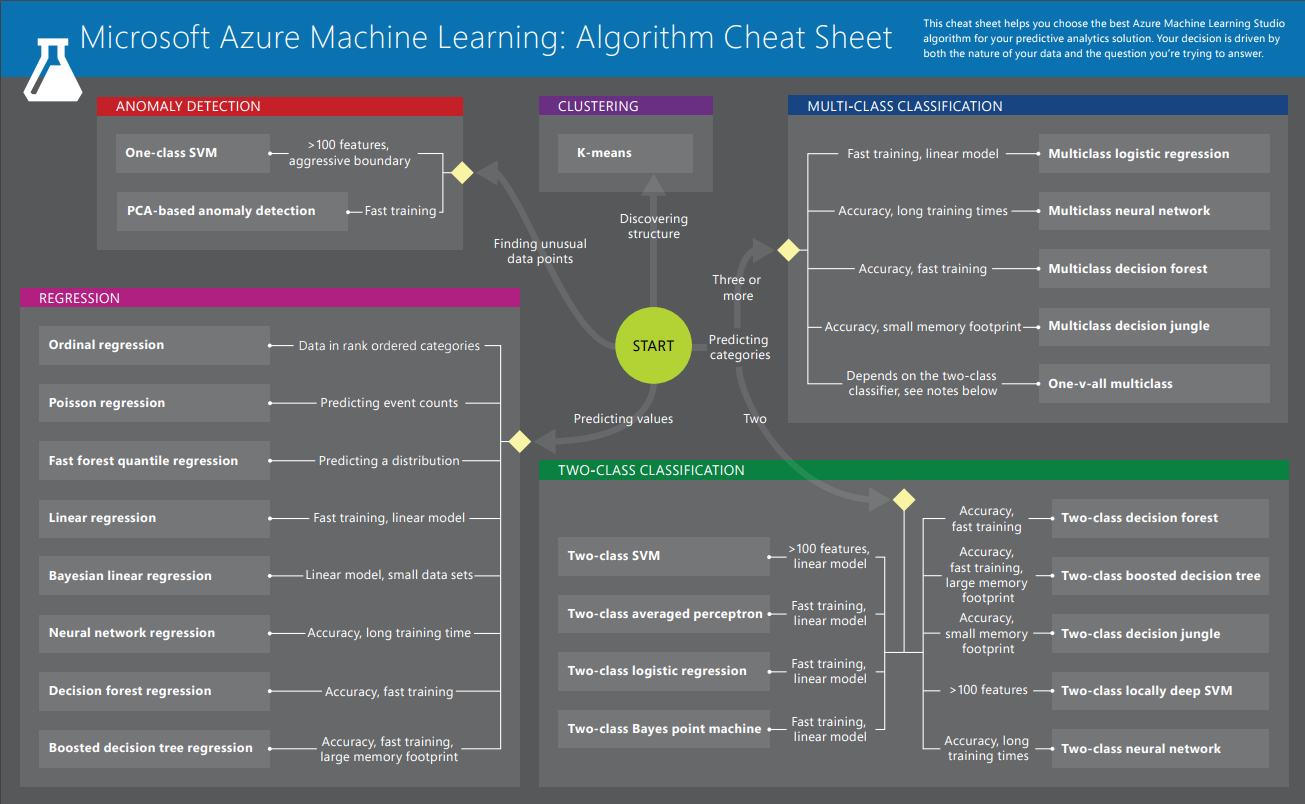 Microsoft Azure Machine Learning: Algorithm Cheat Sheet
This cheat sheet helps you choose the best Azure Machine Learning Studio
algorithm for your predictive analytics solution. Your decision is driven by
both the nature of your data and the question you're trying to answer.
ANOMALY DETECTION
One-class SVM
>100 features,
aggressive boundary
PCA-based anomaly detection
Fast training
CLUSTERING
K-means
Discovering
structure
Finding unusual
data points
Three or
more
START
Predicting
categories
Predicting values
Two
MULTI-CLASS CLASSIFICATION
Fast training, linear model
Multiclass logistic regression
Accuracy, long training times
Multiclass neural network
Accuracy, fast training
Multiclass decision forest
Accuracy, small memory footprint
Multiclass decision jungle
Depends on the two-class
classifier, see notes below
One-v-all multiclass
REGRESSION
Ordinal regression
Data in rank ordered categories
Poisson regression
Predicting event counts
Fast forest quantile regression
Predicting a distribution
Linear regression
Fast training, linear model
Bayesian linear regression
Linear model, small data sets
Neural network regression
Accuracy, long training time
Decision forest regression
Accuracy, fast training
Boosted decision tree regression
Accuracy, fast training,
large memory footprint
TWO-CLASS CLASSIFICATION
Two-class SVM
>100 features,
linear model
Two-class averaged perceptron
Fast training,
linear model
Two-class logistic regression
Fast training,
linear model
Two-class Bayes point machine
Fast training,
linear model
Accuracy,
fast training
Two-class decision forest
Accuracy,
fast training,
large memory
footprint
Two-class boosted decision tree
Accuracy,
small memory
footprint
Two-class decision jungle
>100 features
Two-class locally deep SVM
Accuracy, long
training times
Two-class neural network